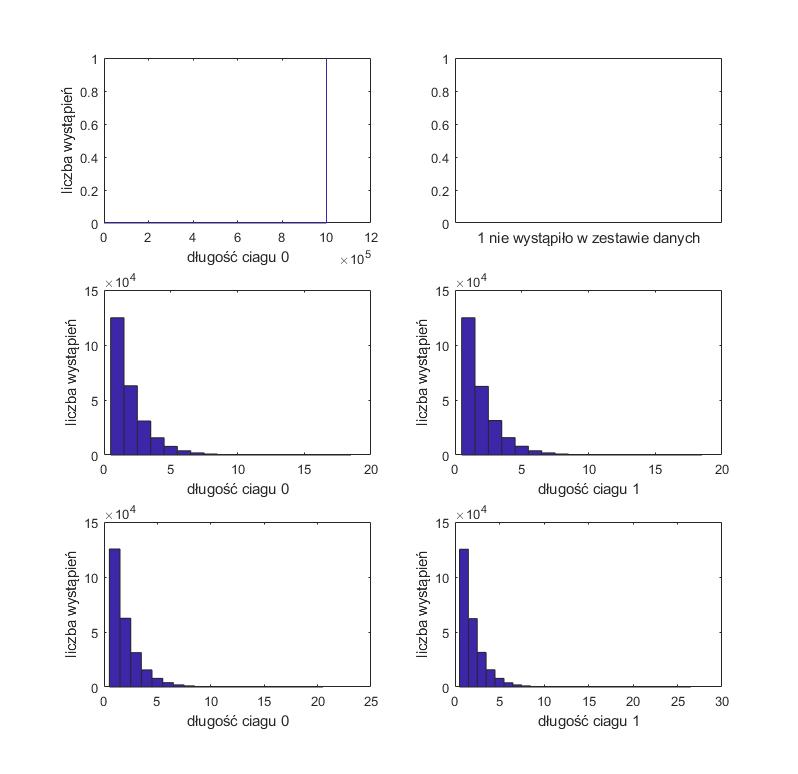 1
0.8
0.6
0.4
0.2
0
liczba wystąpień
0 2 4 6 8 10 12
długość ciagu 0
×10^5
1
0.8
0.6
0.4
0.2
0
1 nie wystąpiło w zestawie danych
×10^4
15
10
5
0
liczba wystąpień
0 5 10 15 20
długość ciagu 0
×10^4
15
10
5
0
liczba wystąpień
0 5 10 15 20
długość ciagu 1
×10^4
15
10
5
0
liczba wystąpień
0 5 10 15 20 25
długość ciagu 0
×10^4
15
10
5
0
liczba wystąpień
0 5 10 15 20 25 30
długość ciagu 1